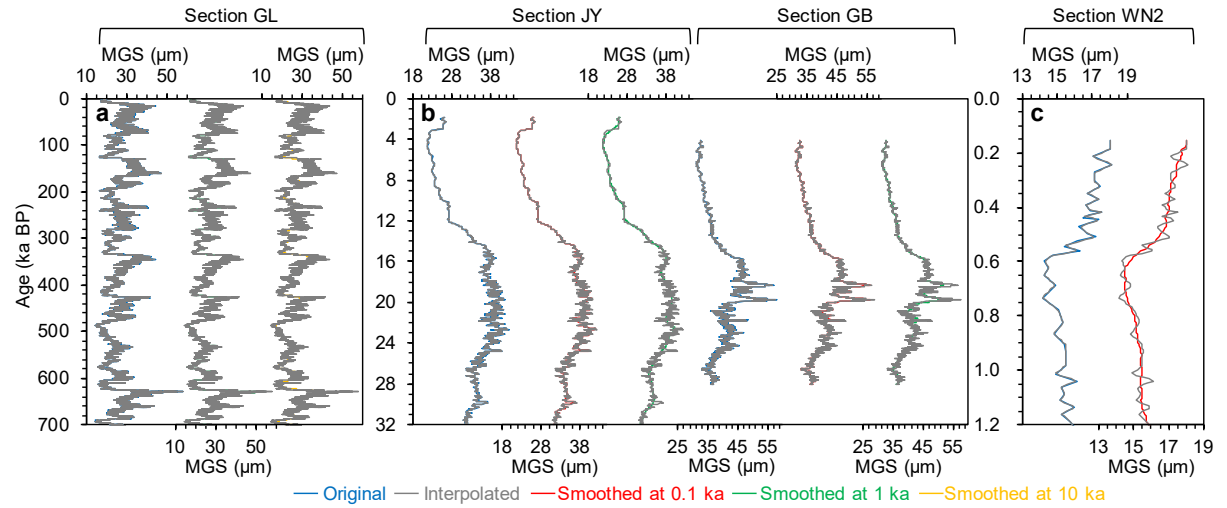 Section GL Section JY Section GB Section WN2
MGS (µm) MGS (µm) MGS (µm) MGS (µm) MGS (µm) MGS (µm)
10 30 50 10 30 50 18 28 38 18 28 38 25 35 45 55 25 35 45 55 13 15 17 19
a b c
Age (ka BP)
0 100 200 300 400 500 600 700
0 4 8 12 16 20 24 28 32
0.0 0.2 0.4 0.6 0.8 1.0 1.2
10 30 50 18 28 38 25 35 45 55 13 15 17 19
MGS (µm) MGS (µm) MGS (µm) MGS (µm)
Original Interpolated Smoothed at 0.1 ka Smoothed at 1 ka Smoothed at 10 ka